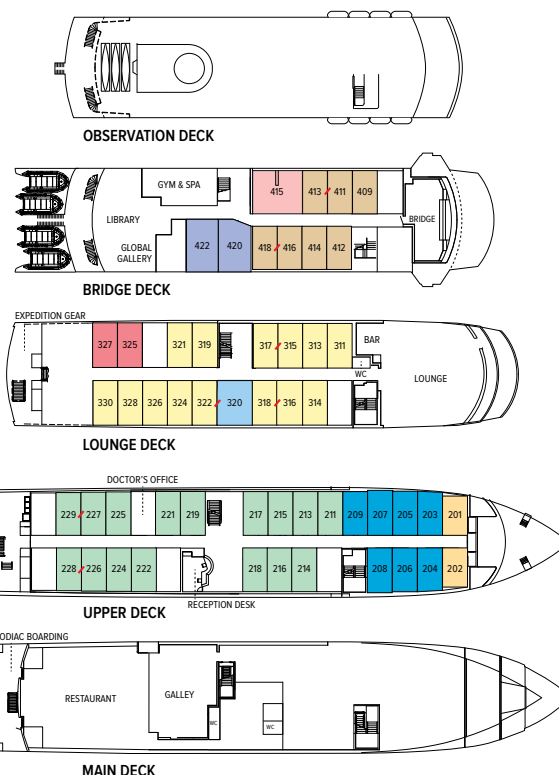 OBSERVATION DECK
GYM & SPA
415 413 411 409
LIBRARY
BRIDGE
GLOBAL
GALLERY
422 420 418 416 414 412
BRIDGE DECK
EXPEDITION GEAR
327 325 321 319 317 315 313 311
BAR
WC
LOUNGE
330 328 326 324 322 320 318 316 314
LOUNGE DECK
DOCTOR'S OFFICE
229 227 225 221 219 217 215 213 211 209 207 205 203 201
228 226 224 222 218 216 214 208 206 204 202
RECEPTION DESK
UPPER DECK
ODIAC BOARDING
RESTAURANT
GALLEY
WC
WC
MAIN DECK